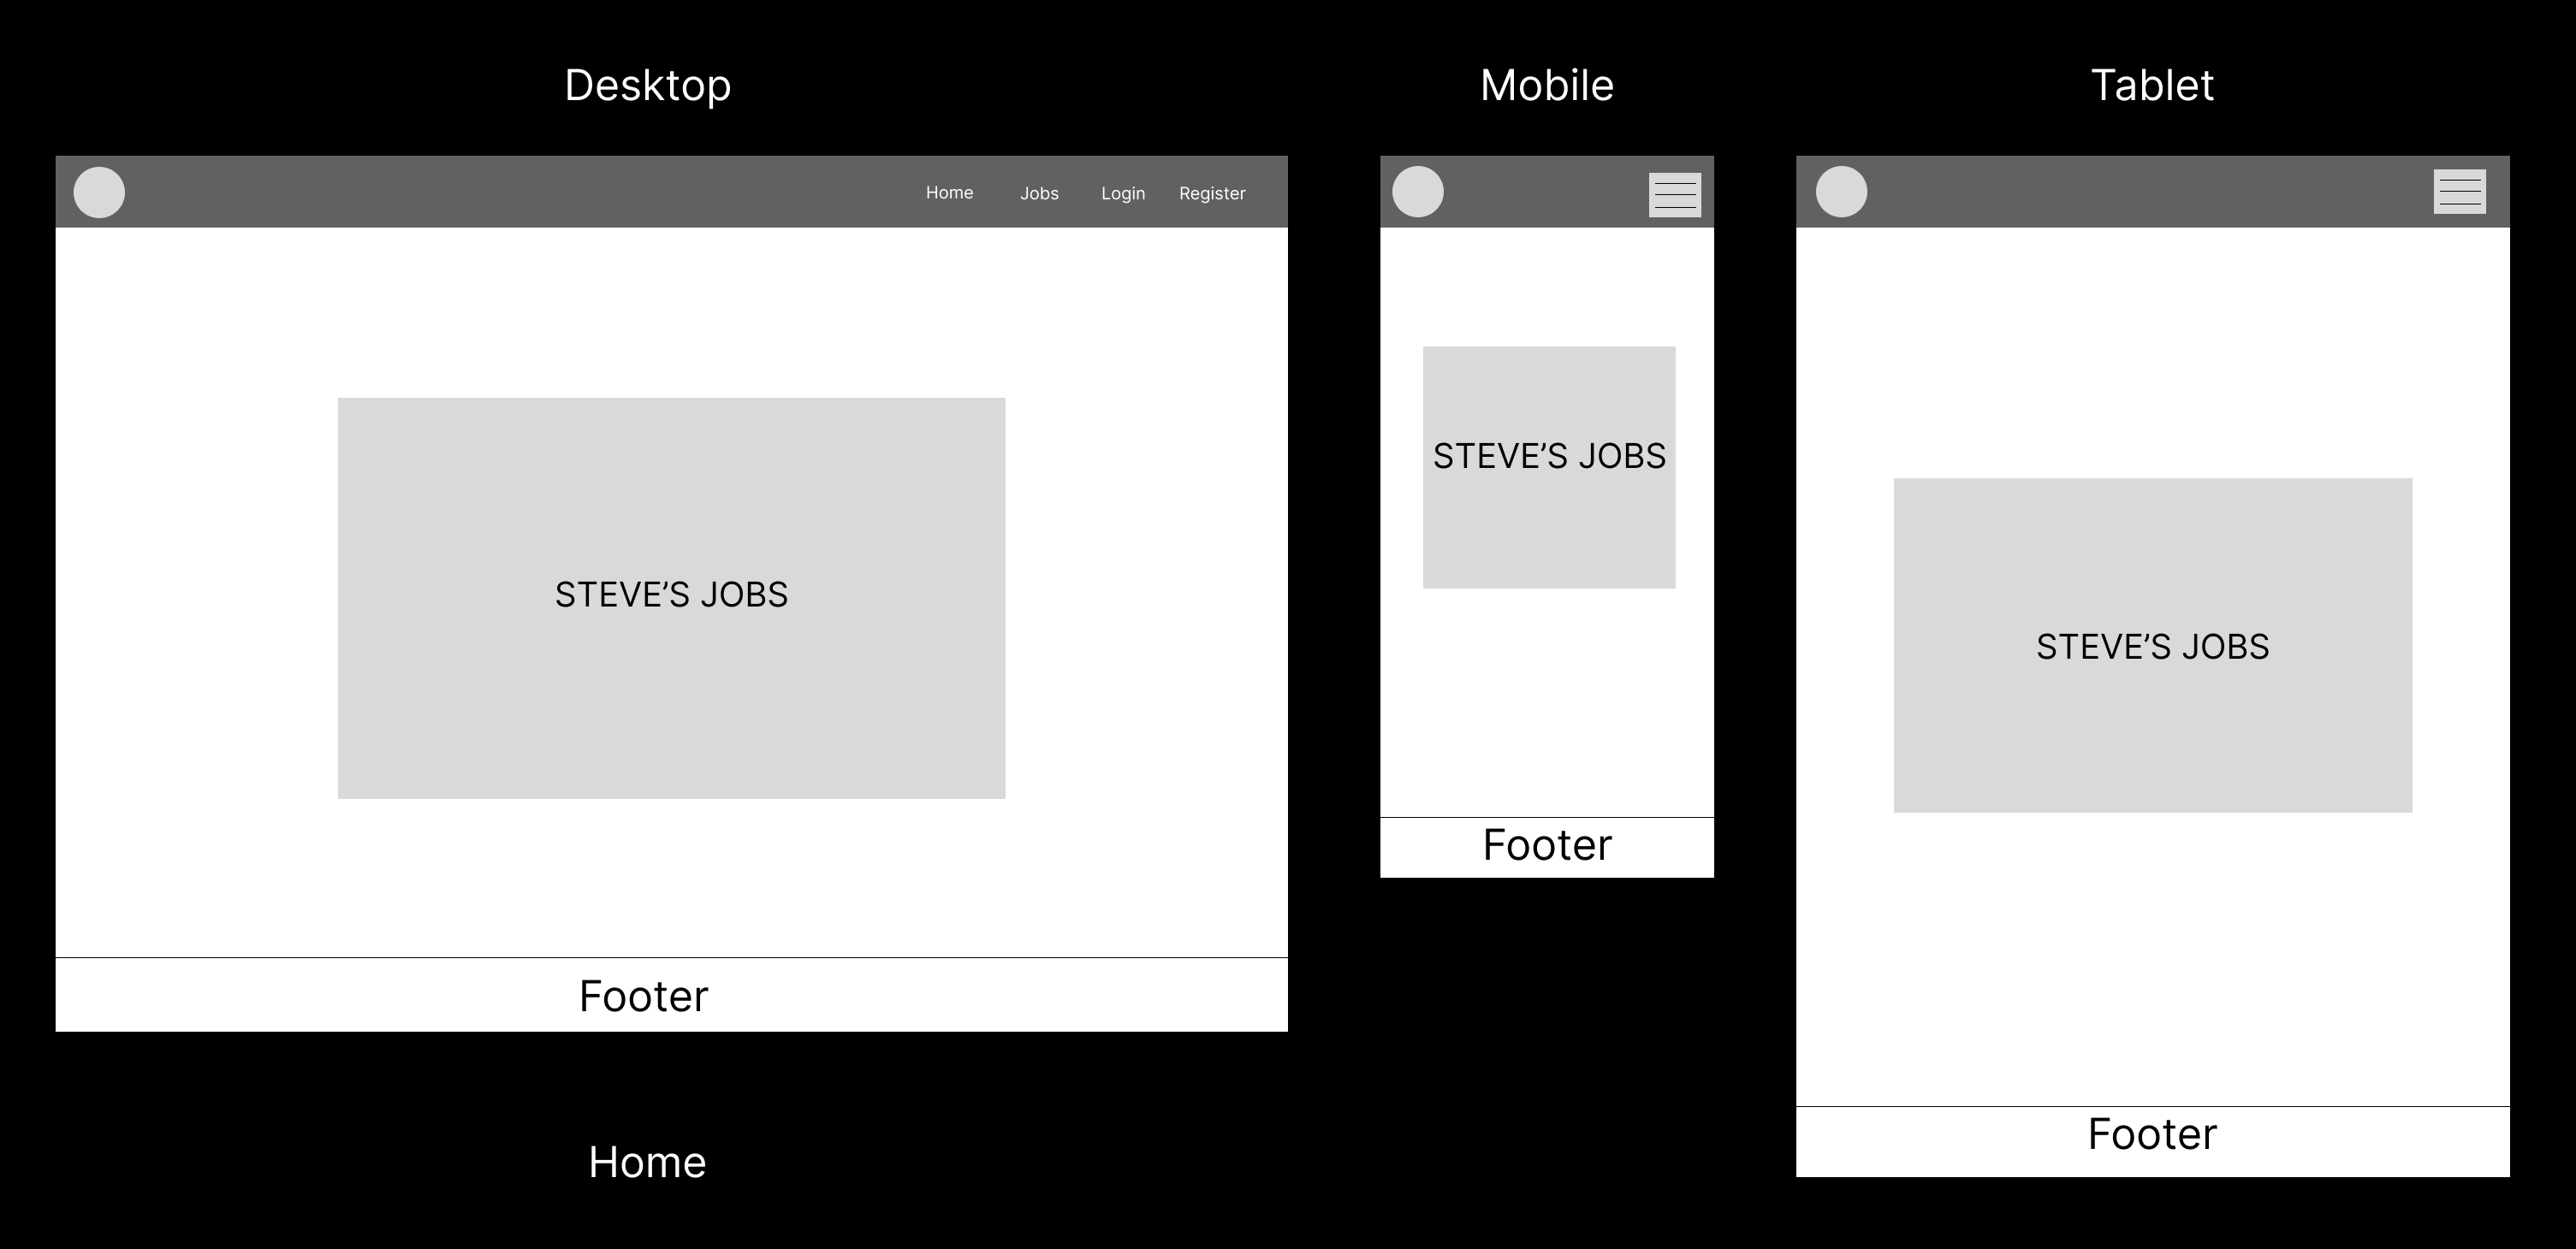 Desktop
Mobile
Tablet
Home
Jobs
Login
Register
STEVE’S JOBS
Footer
STEVE’S JOBS
Footer
STEVE’S JOBS
Footer
Home